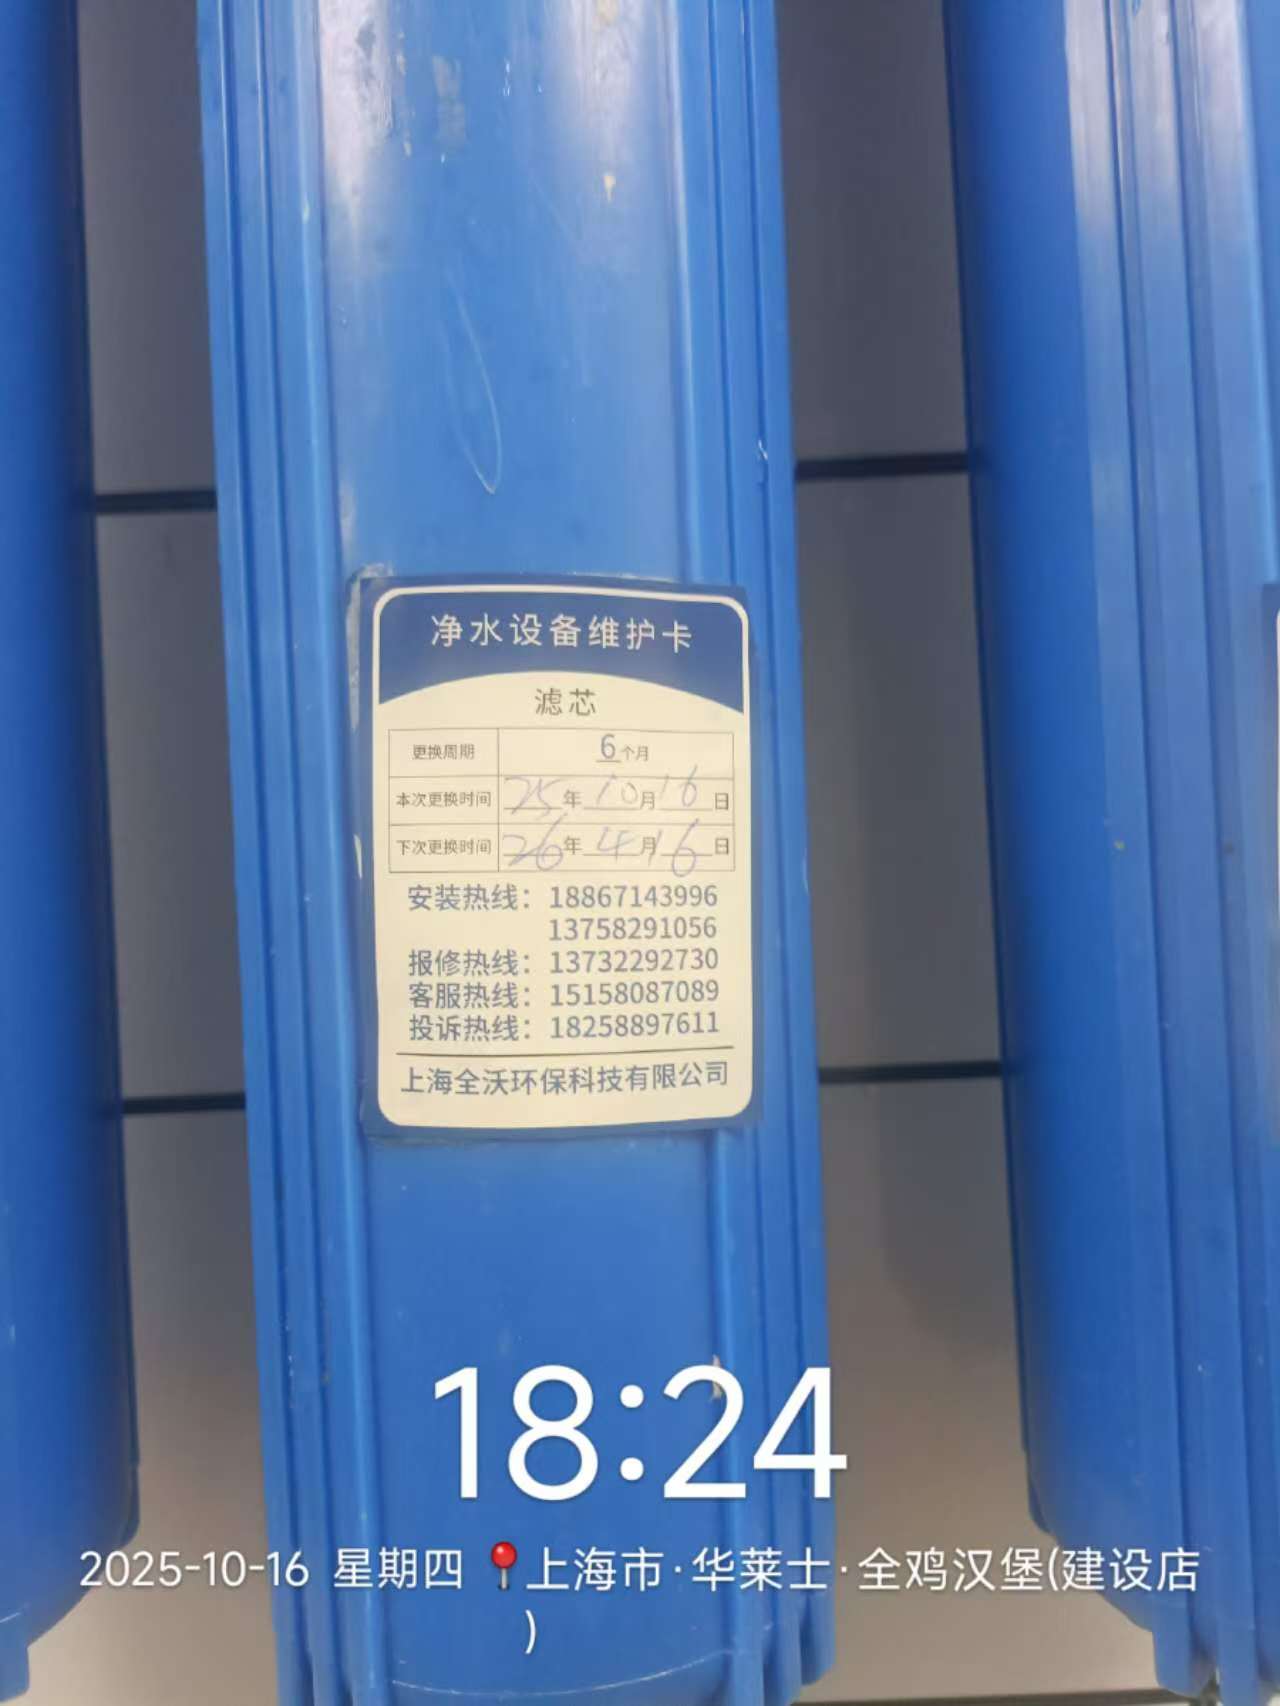 净水设备维护卡
滤芯
更换周期 6个月
本次更换时间 25年10月16日
下次更换时间 26年4月16日
安装热线：18867143996
13758291056
报修热线：13732292730
客服热线：15158087089
投诉热线：18258897611
上海全沃环保科技有限公司
18:24
2025-10-16 星期四 📍上海市·华莱士·全鸡汉堡(建设店
)